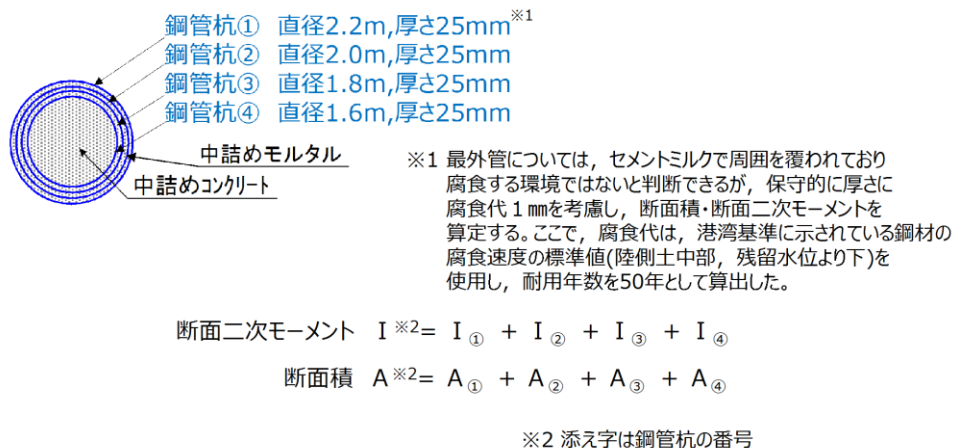 鋼管杭① 直径2.2m,厚さ25mm※1
鋼管杭② 直径2.0m,厚さ25mm
鋼管杭③ 直径1.8m,厚さ25mm
鋼管杭④ 直径1.6m,厚さ25mm
中詰めモルタル
中詰めコンクリート
※1 最外管については，セメントミルクで周囲を覆われており
腐食する環境ではないと判断できるが，保守的に厚さに
腐食代１㎜を考慮し，断面積・断面二次モーメントを
算定する。ここで，腐食代は，港湾基準に示されている鋼材の
腐食速度の標準値(陸側土中部，残留水位より下)を
使用し，耐用年数を50年として算出した。
断面二次モーメント Ｉ※2= Ｉ① + Ｉ② + Ｉ③ + Ｉ④
断面積 A※2= A① + A② + A③ + A④
※2 添え字は鋼管杭の番号